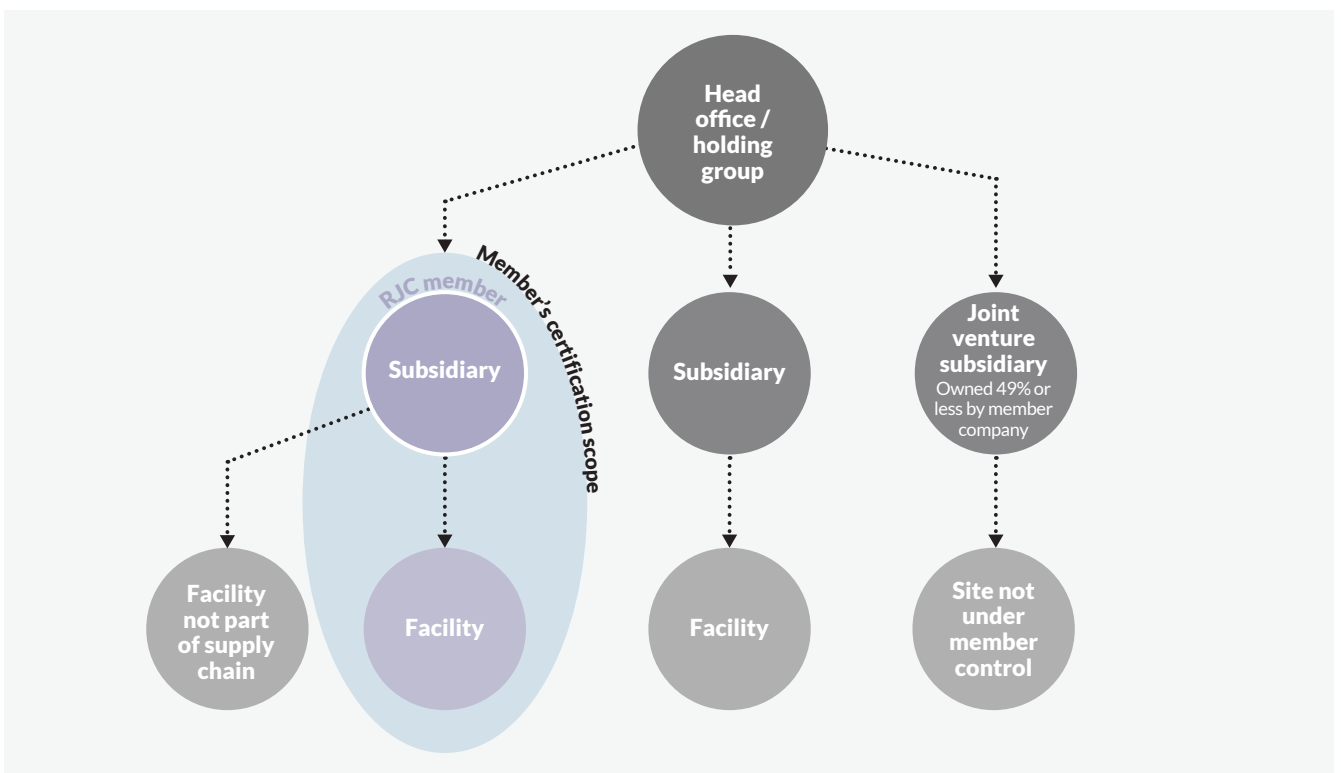 Head
office /
holding
group
Member's certification scope
RJC member
Subsidiary
Subsidiary
Joint
venture
subsidiary
Owned 49% or
less by member
company
Facility
not part
of supply
chain
Facility
Facility
Site not
under
member
control